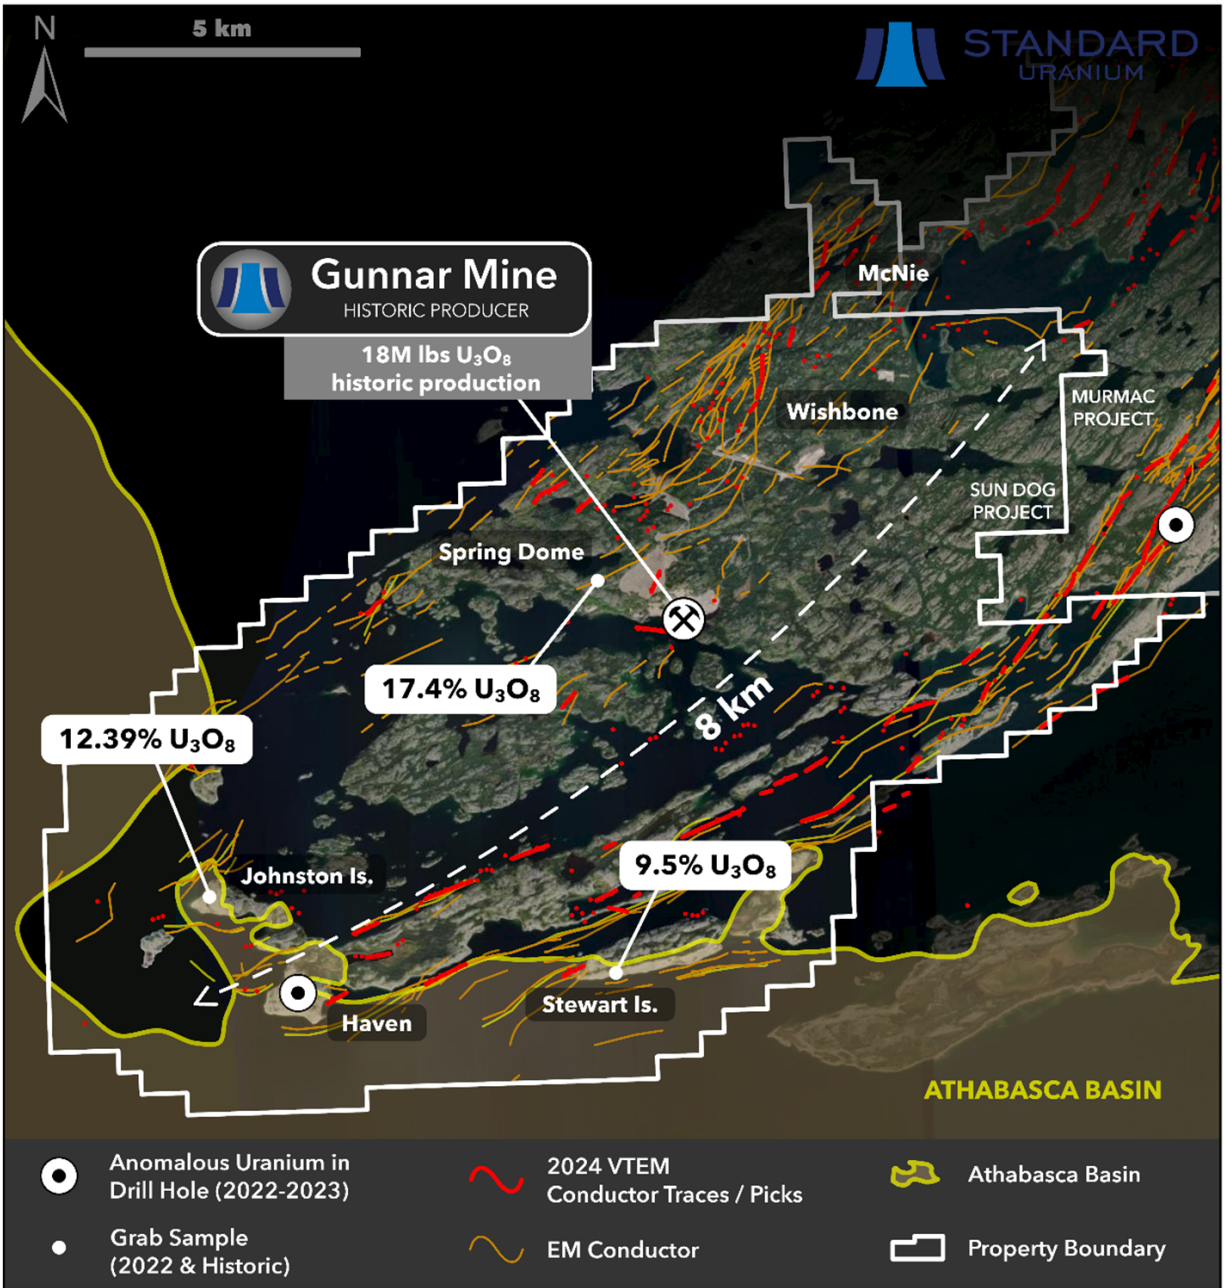 N
5 km
STANDARD
URANIUM
Gunnar Mine
HISTORIC PRODUCER
18M lbs U₃O₈
historic production
McNie
Wishbone
MURMAC
PROJECT
SUN DOG
PROJECT
Spring Dome
17.4% U₃O₈
8 km
12.39% U₃O₈
Johnston Is.
9.5% U₃O₈
Stewart Is.
Haven
ATHABASCA BASIN
Anomalous Uranium in
Drill Hole (2022-2023)
Grab Sample
(2022 & Historic)
2024 VTEM
Conductor Traces / Picks
EM Conductor
Athabasca Basin
Property Boundary